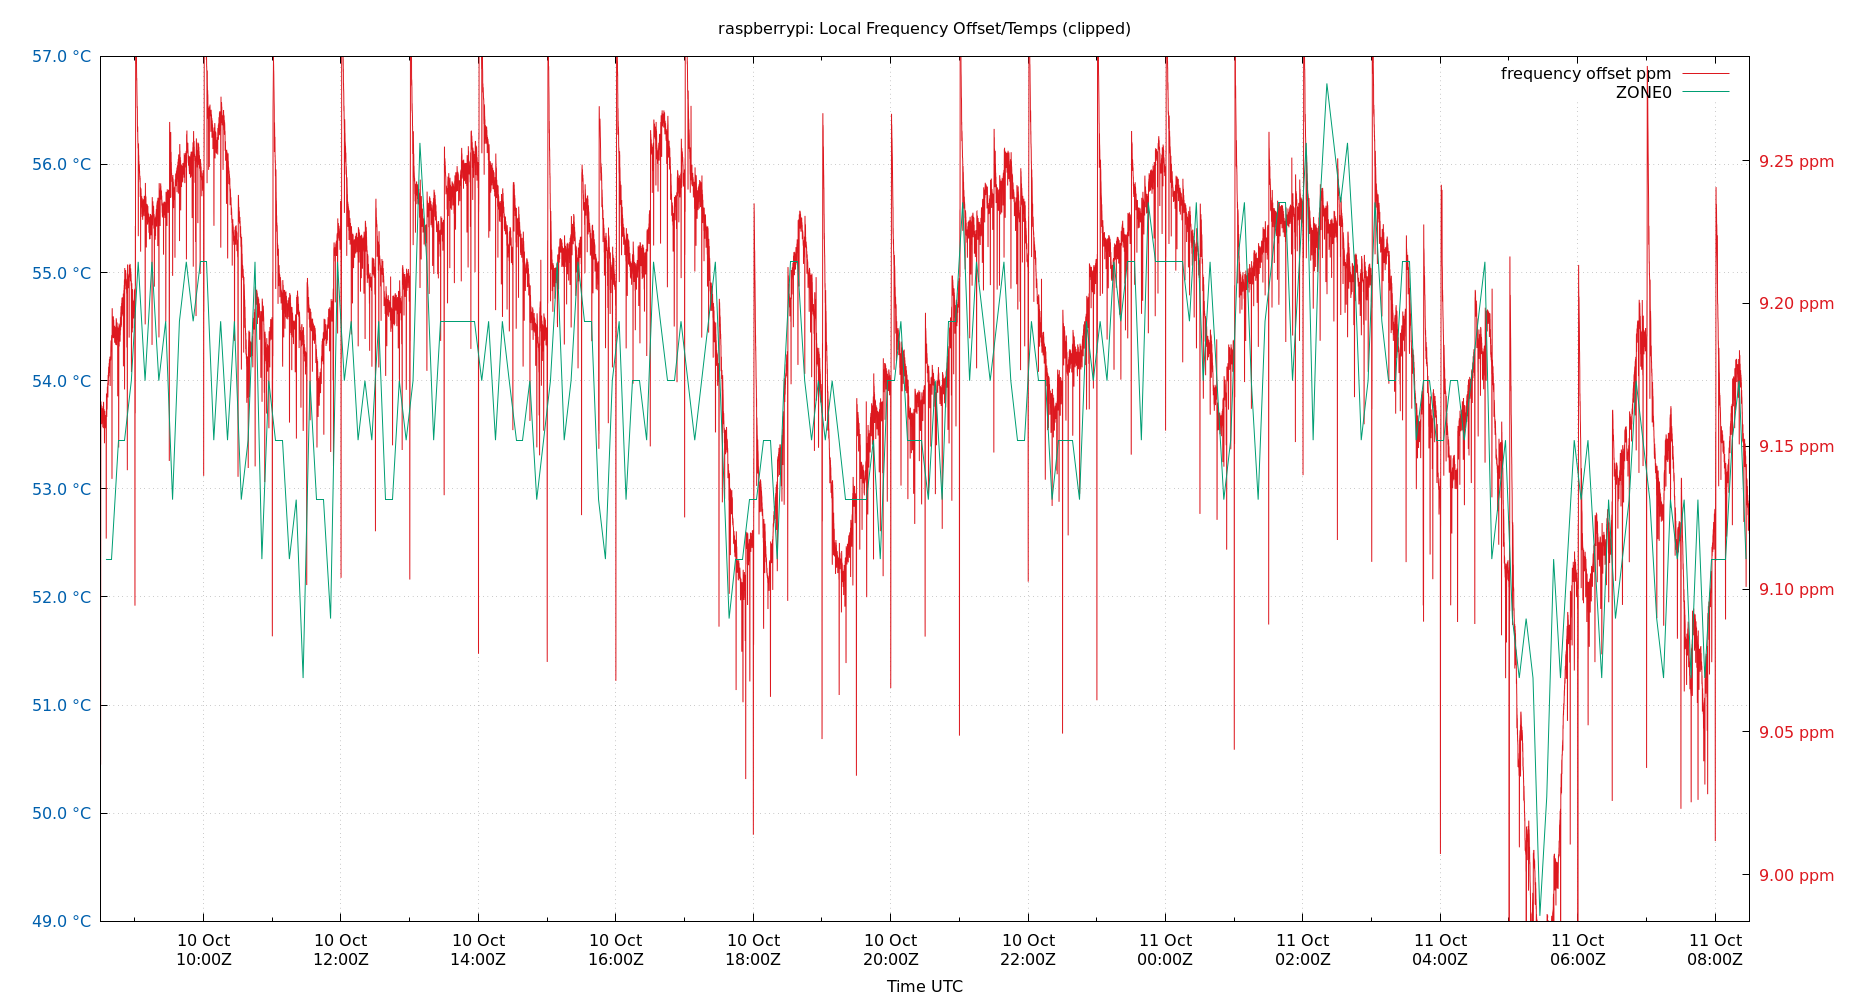 raspberrypi: Local Frequency Offset/Temps (clipped)
57.0 °C
56.0 °C
55.0 °C
54.0 °C
53.0 °C
52.0 °C
51.0 °C
50.0 °C
49.0 °C
frequency offset ppm
ZONE0
9.25 ppm
9.20 ppm
9.15 ppm
9.10 ppm
9.05 ppm
9.00 ppm
10 Oct 10 Oct 10 Oct 10 Oct 10 Oct 10 Oct 10 Oct 11 Oct 11 Oct 11 Oct 11 Oct 11 Oct
10:00Z 12:00Z 14:00Z 16:00Z 18:00Z 20:00Z 22:00Z 00:00Z 02:00Z 04:00Z 06:00Z 08:00Z
Time UTC